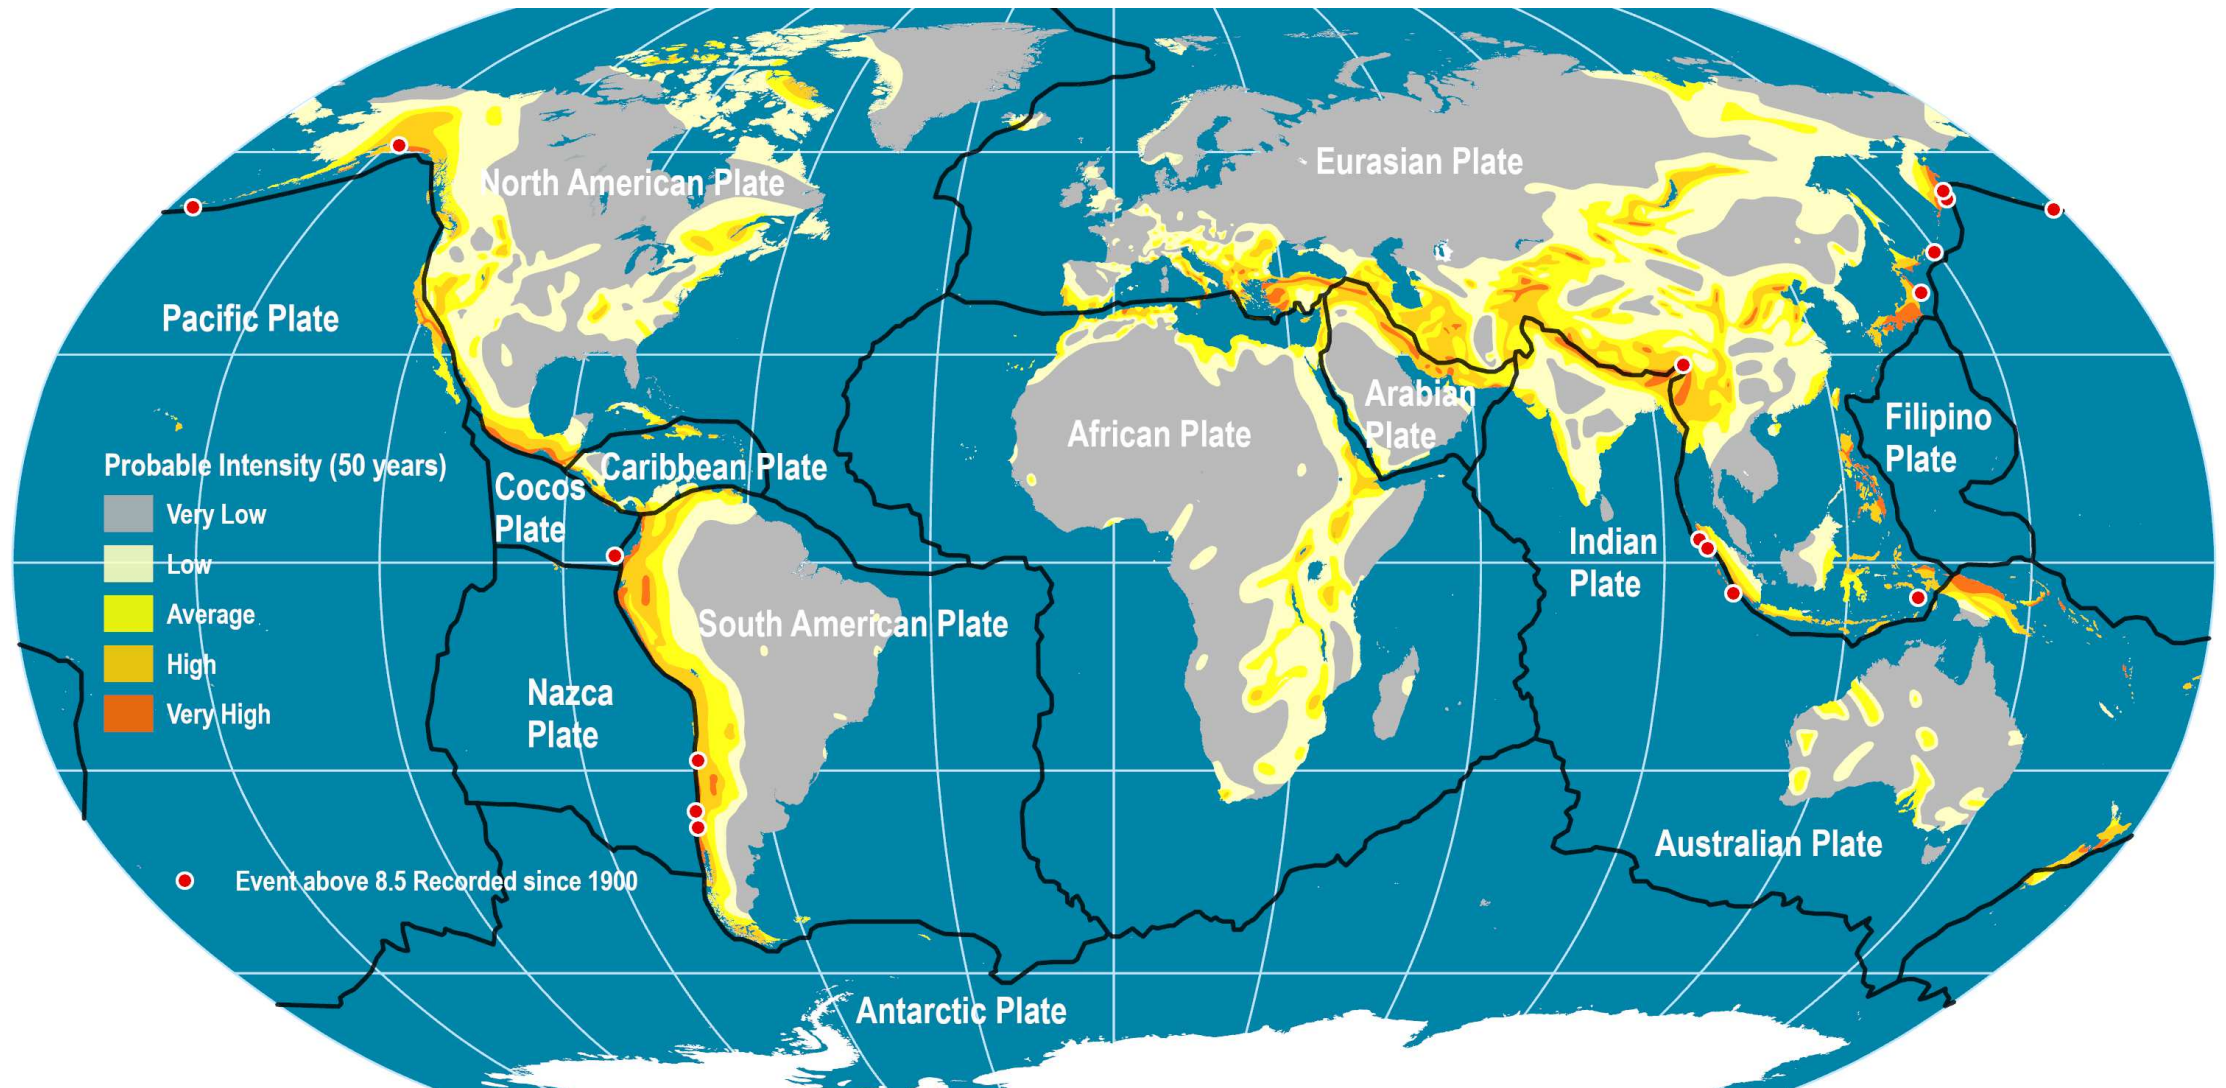 Eurasian Plate
North American Plate
Pacific Plate
Arabian
Plate
African Plate
Filipino
Plate
Probable Intensity (50 years)
Very Low
Low
Average
High
Very High
Caribbean Plate
Cocos
Plate
Indian
Plate
South American Plate
Nazca
Plate
Australian Plate
Event above 8.5 Recorded since 1900
Antarctic Plate